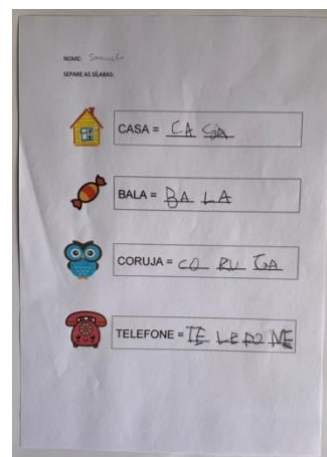 NOME: Samuel
SEPARE AS SÍLABAS:
CASA = CA SA
BALA = BA LA
CORUJA = CO RU JA
TELEFONE = TE LE FO NE